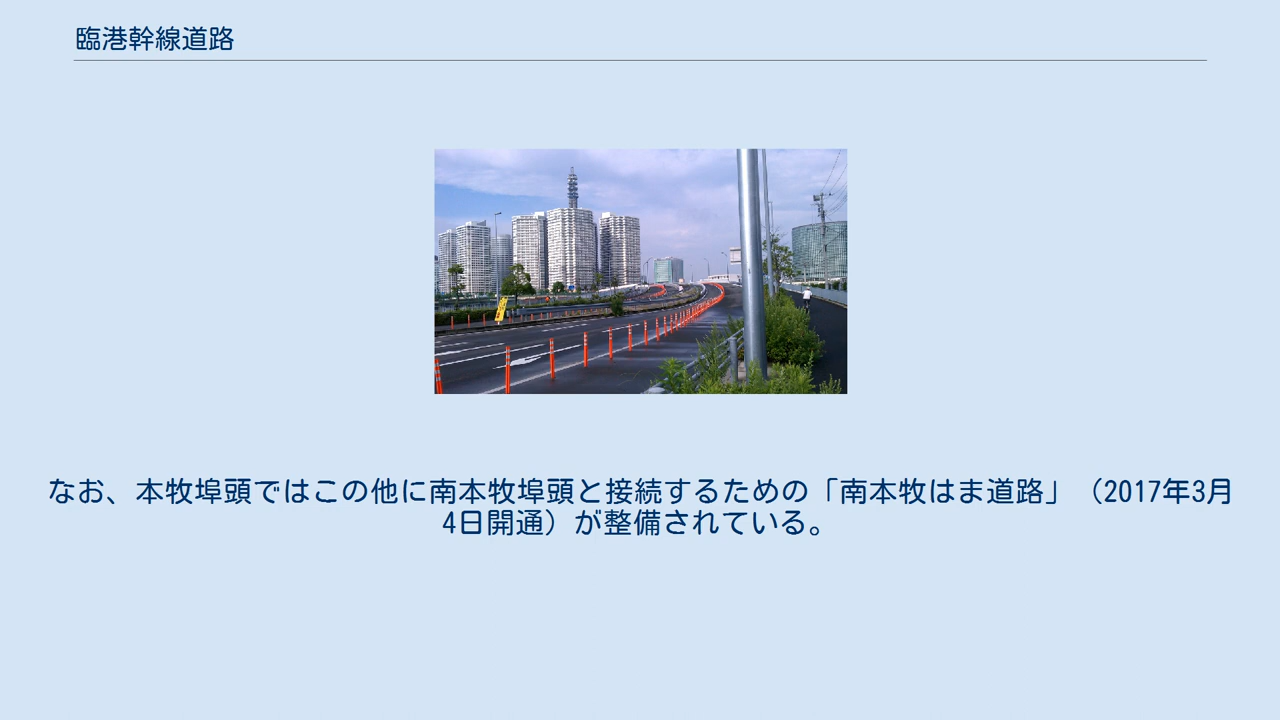 臨港幹線道路
なお、本牧埠頭ではこの他に南本牧埠頭と接続するための「南本牧はま道路」（2017年3月
4日開通）が整備されている。